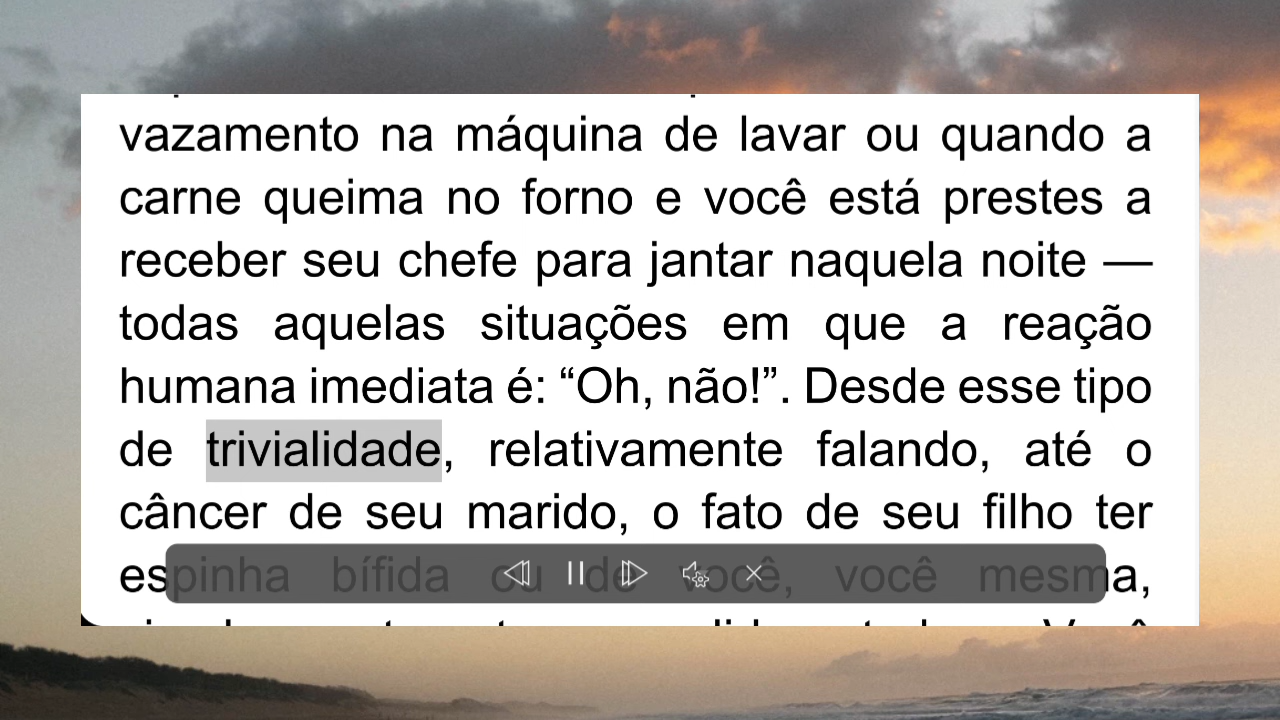 vazamento na máquina de lavar ou quando a
carne queima no forno e você está prestes a
receber seu chefe para jantar naquela noite —
todas aquelas situações em que a reação
humana imediata é: “Oh, não!”. Desde esse tipo
de trivialidade, relativamente falando, até o
câncer de seu marido, o fato de seu filho ter
espinha bífida ou de você, você mesma,